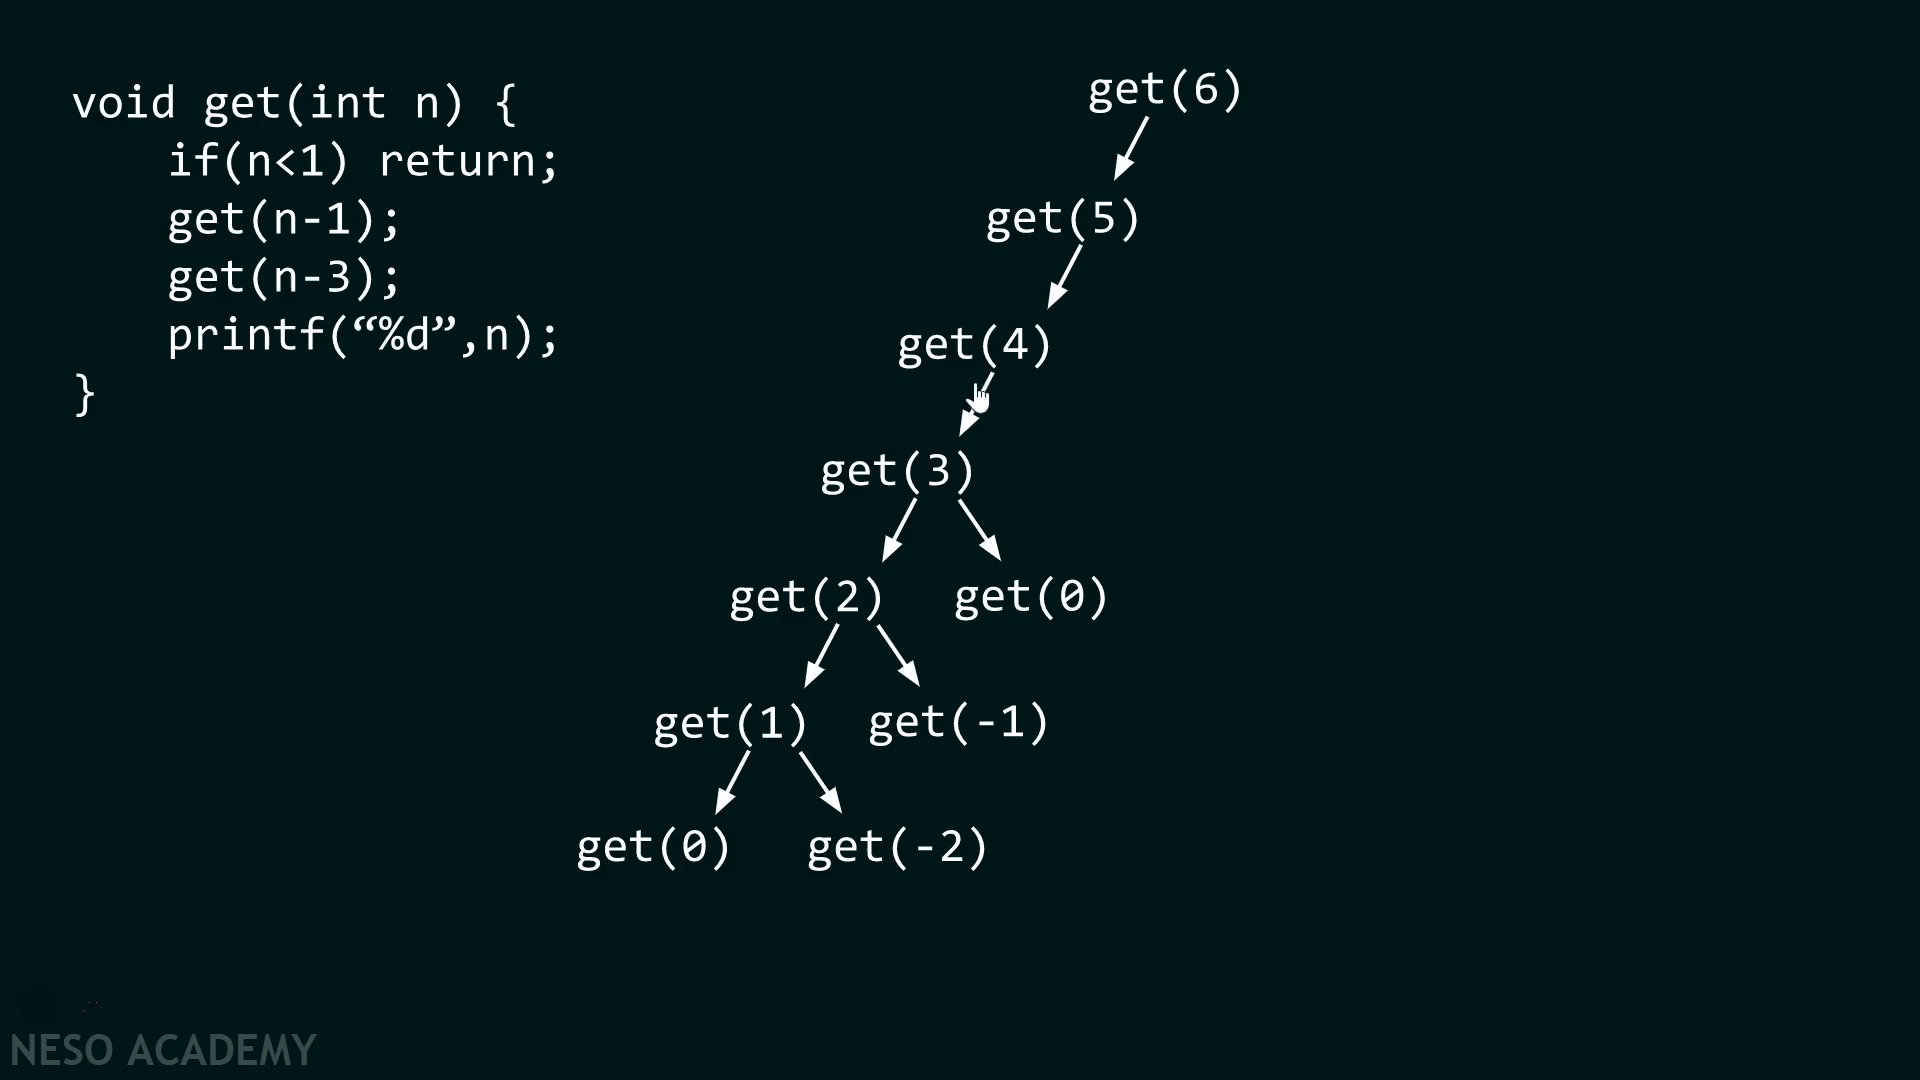 void get(int n) {
if(n<1) return;
get(n-1);
get(n-3);
printf(“%d”,n);
}
get(6)
get(5)
get(4)
get(3)
get(2) get(0)
get(1) get(-1)
get(0) get(-2)
NESO ACADEMY